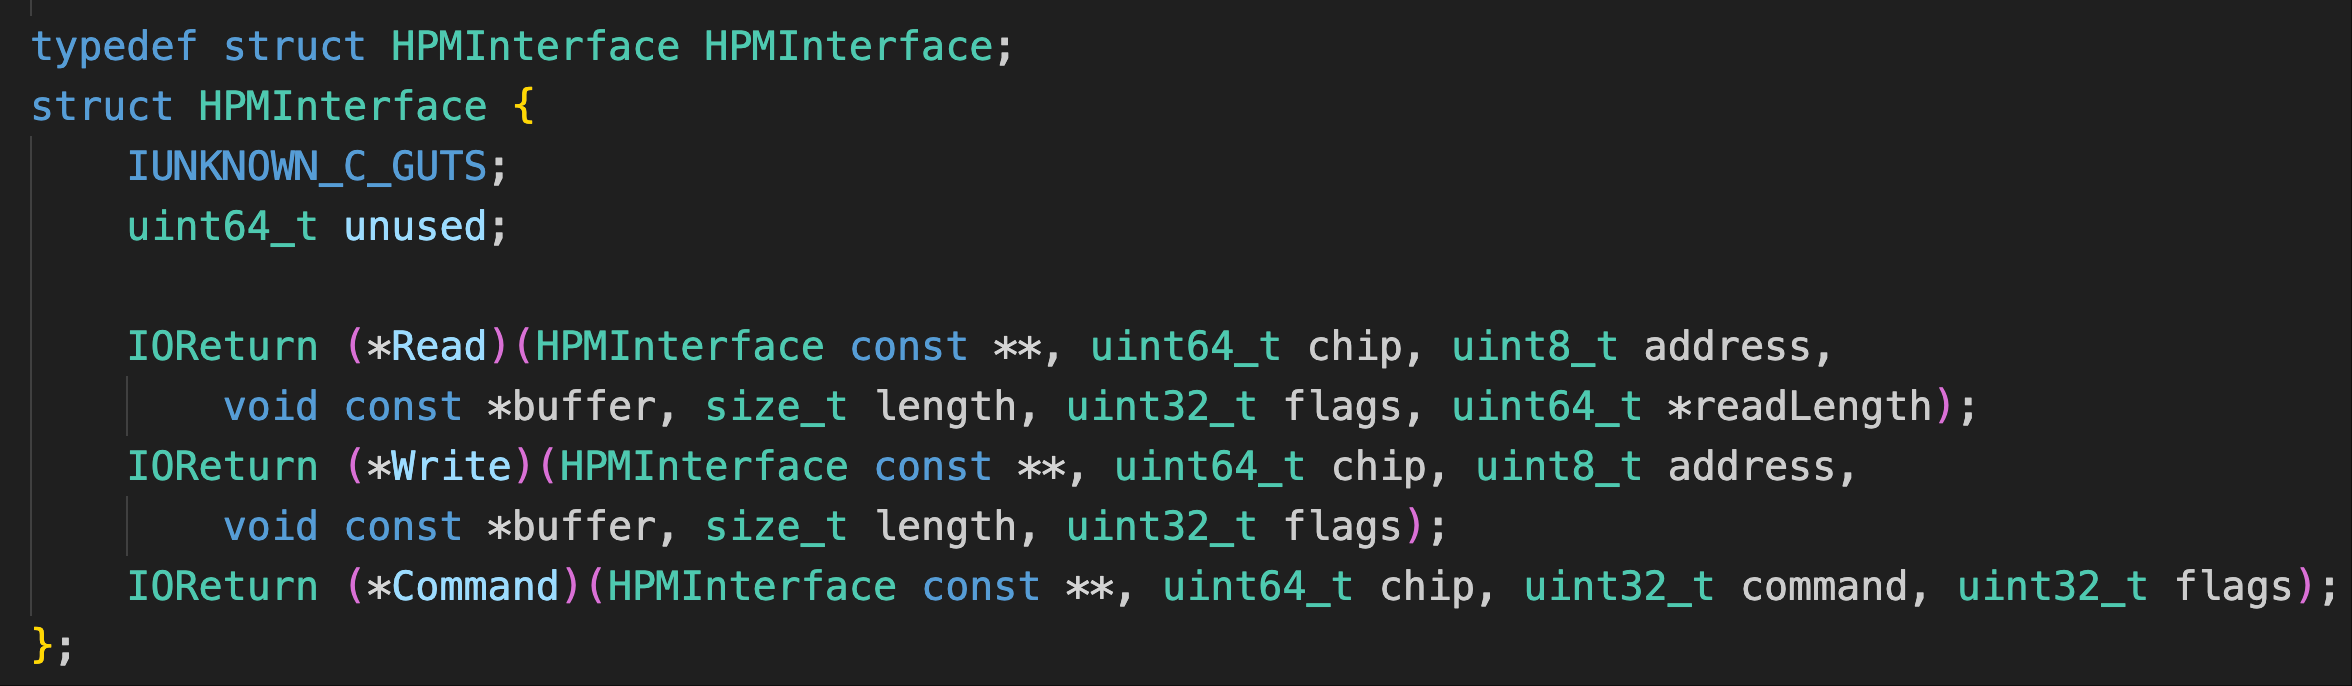 typedef struct HPMInterface HPMInterface;
struct HPMInterface {
    IUNKNOWN_C_GUTS;
    uint64_t unused;

    IOReturn (*Read)(HPMInterface const **, uint64_t chip, uint8_t address,
        void const *buffer, size_t length, uint32_t flags, uint64_t *readLength);
    IOReturn (*Write)(HPMInterface const **, uint64_t chip, uint8_t address,
        void const *buffer, size_t length, uint32_t flags);
    IOReturn (*Command)(HPMInterface const **, uint64_t chip, uint32_t command, uint32_t flags);
};